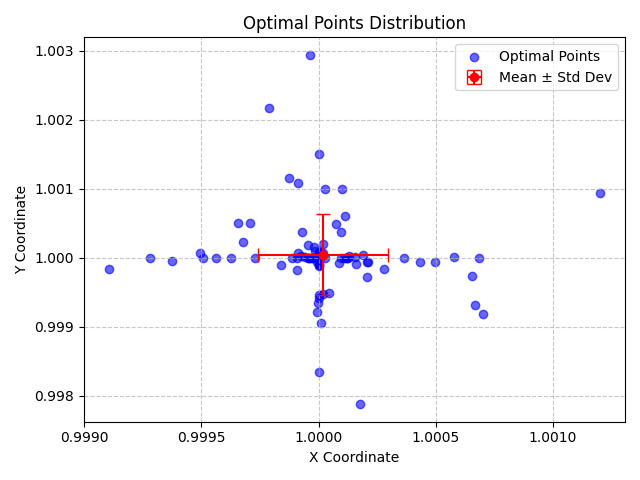 Optimal Points Distribution
Optimal Points
Mean ± Std Dev
Y Coordinate
1.003
1.002
1.001
1.000
0.999
0.998
0.9990
0.9995
1.0000
1.0005
1.0010
X Coordinate